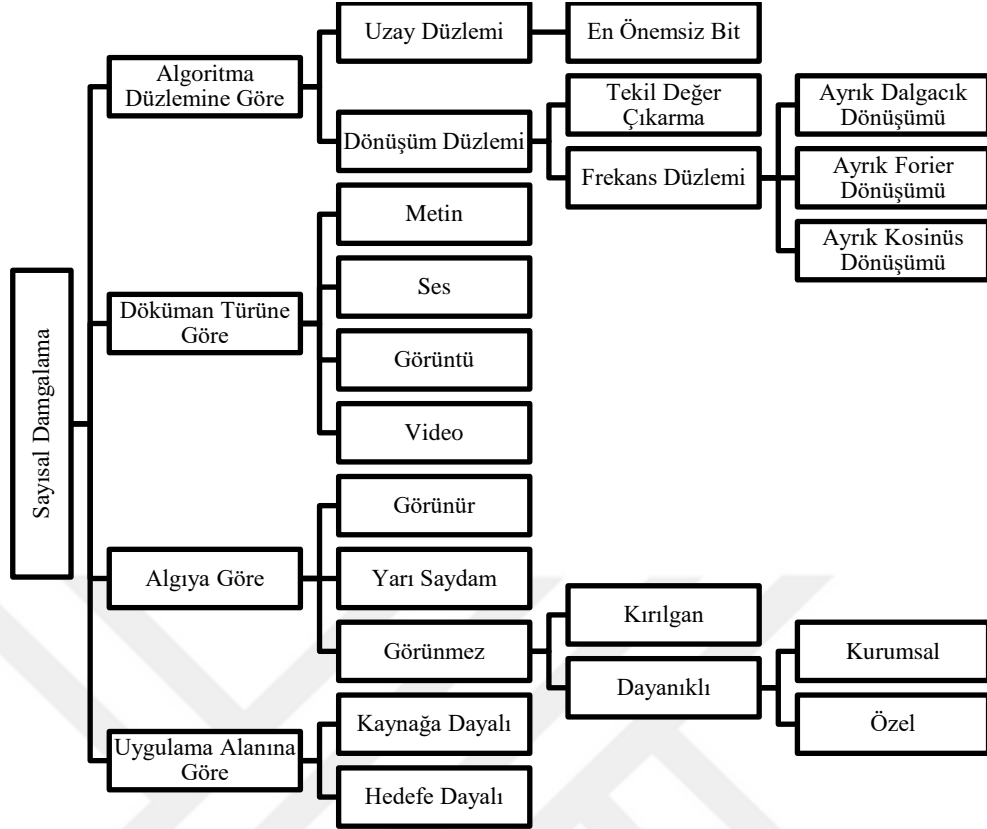 Sayısal Damgalama
Algoritma
Düzlemine Göre
Uzay Düzlemi
En Önemsiz Bit
Dönüşüm Düzlemi
Tekil Değer
Çıkarma
Frekans Düzlemi
Ayrık Dalgacık
Dönüşümü
Ayrık Forier
Dönüşümü
Ayrık Kosinüs
Dönüşümü
Döküman Türüne
Göre
Metin
Ses
Görüntü
Video
Algıya Göre
Görünür
Yarı Saydam
Görünmez
Kırılgan
Dayanıklı
Kurumsal
Özel
Uygulama Alanına
Göre
Kaynağa Dayalı
Hedefe Dayalı